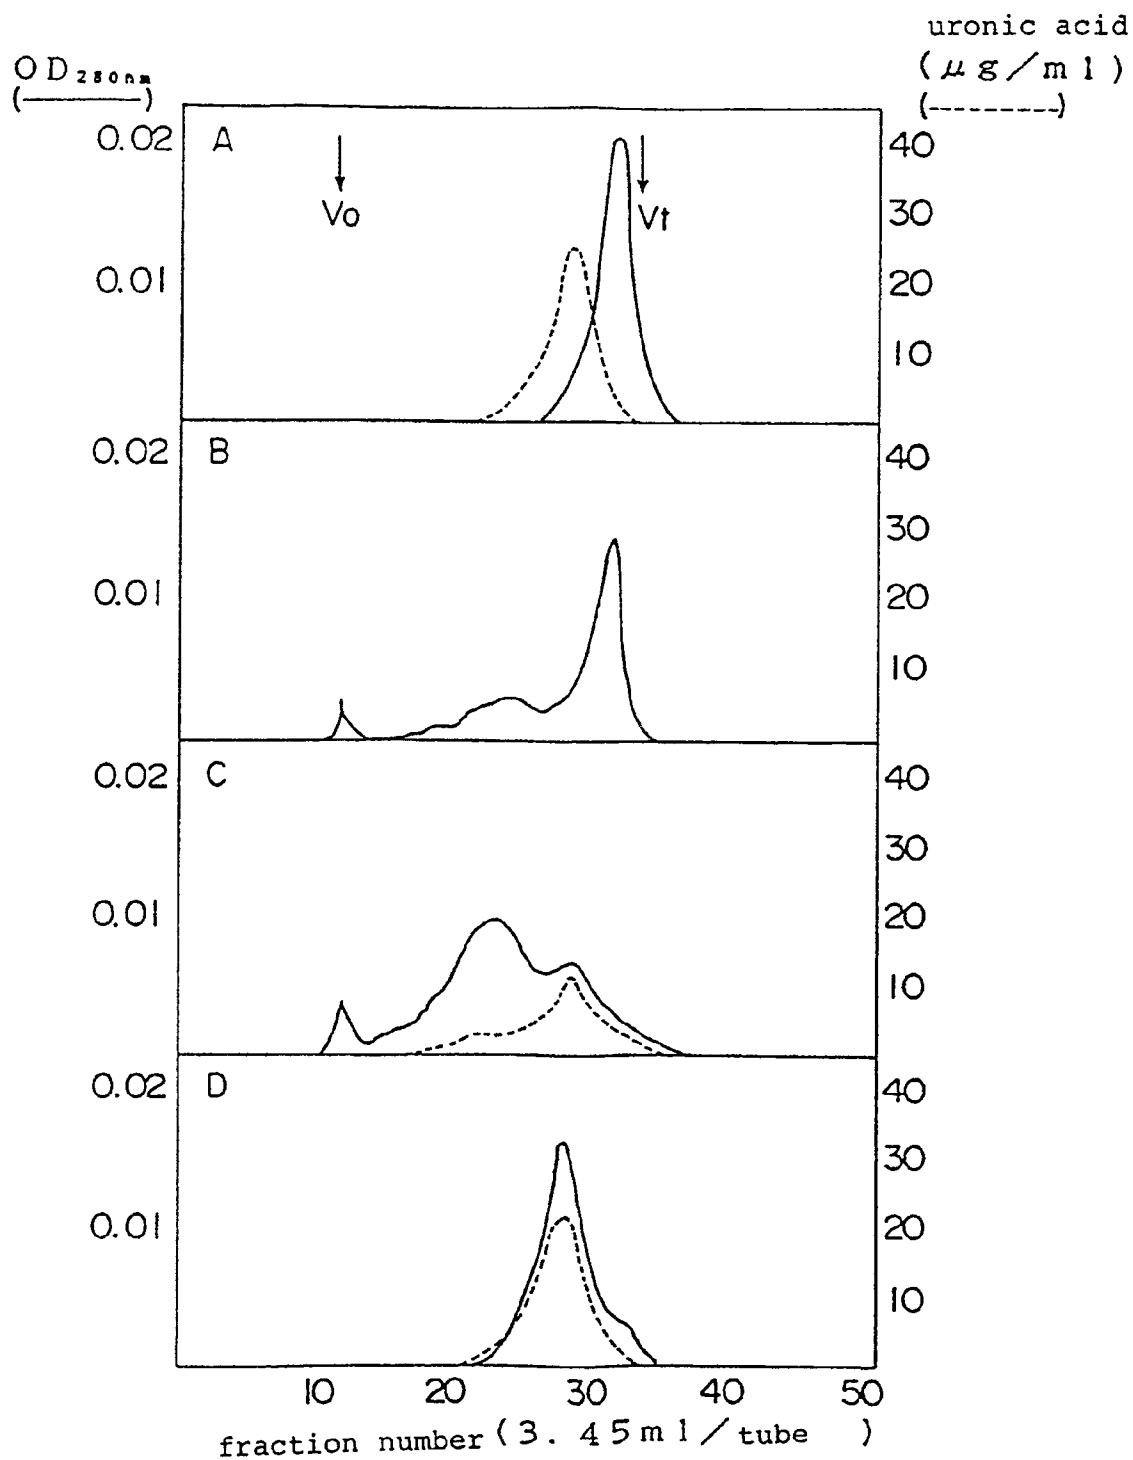 uronic acid
OD280nm (μg/ml)
(———) (---------)
0.02 A 40
Vo Vt 30
0.01 20
10
0.02 B 40
30
0.01 20
10
0.02 C 40
30
0.01 20
10
0.02 D 40
30
0.01 20
10
10 20 30 40 50
fraction number (3.45ml/tube )